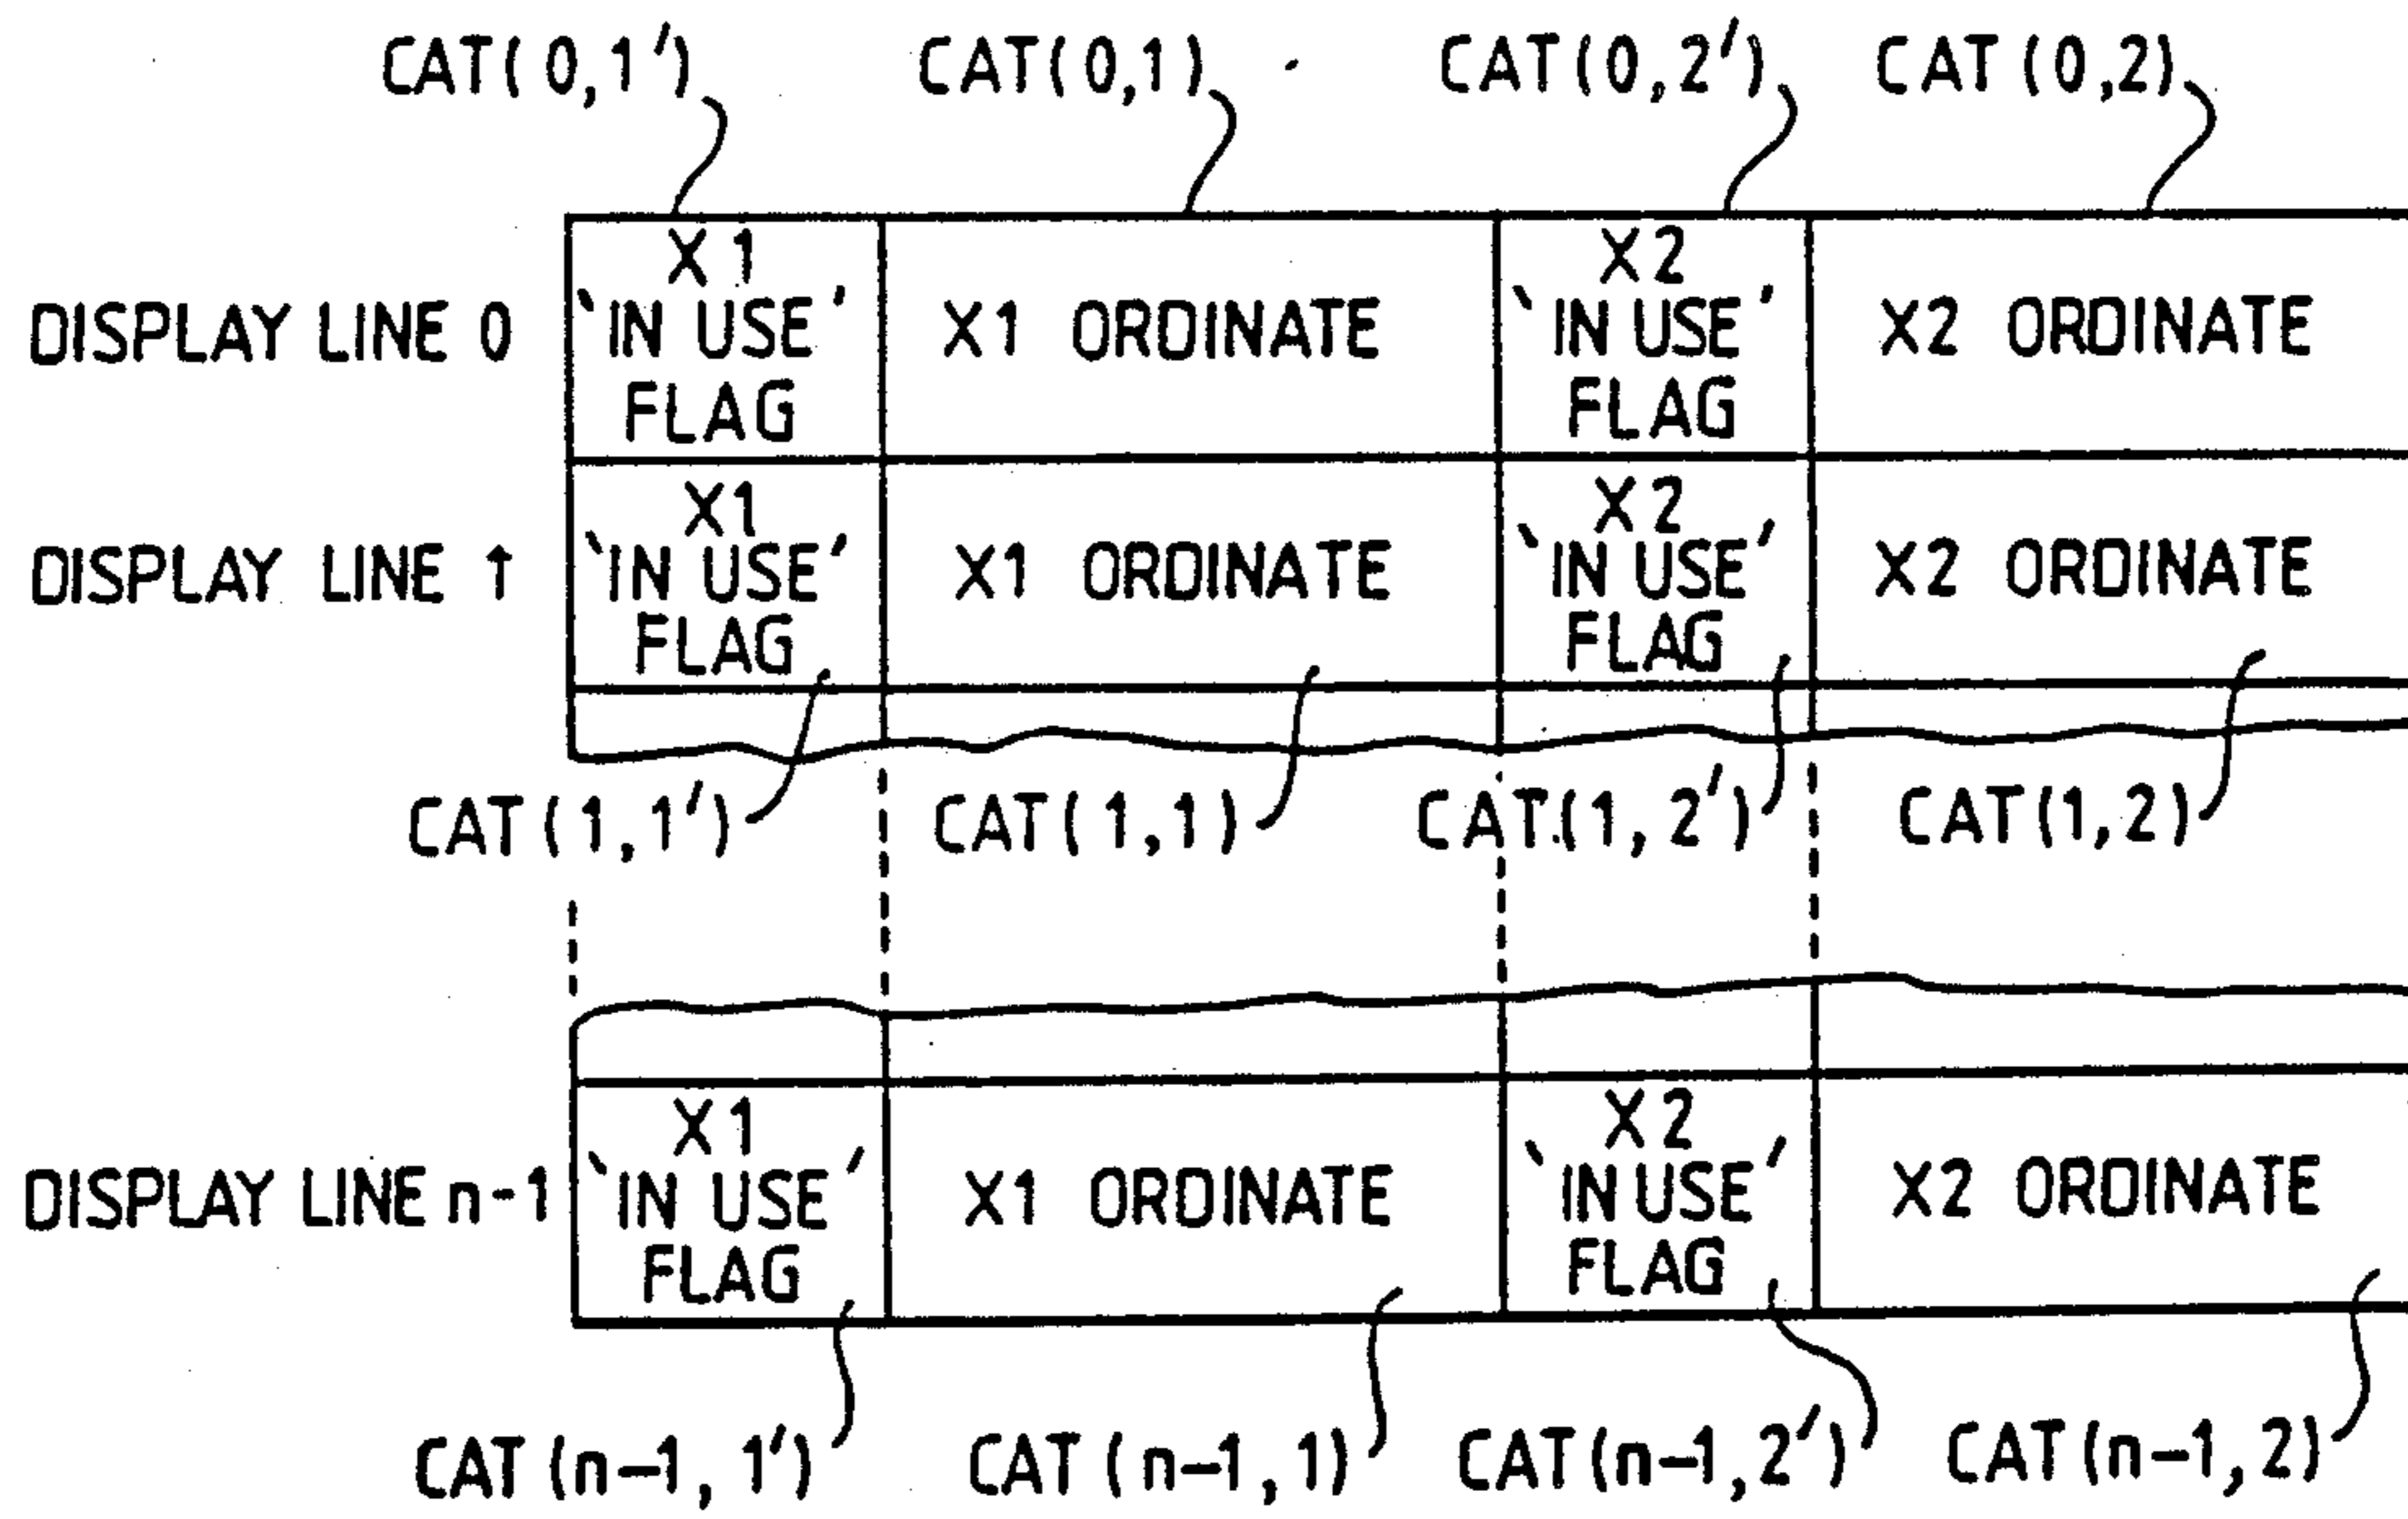 CAT(0,1′) CAT(0,1) CAT(0,2′) CAT(0,2)
X1 X2
DISPLAY LINE 0 ‵IN USE′ X1 ORDINATE ‵IN USE′ X2 ORDINATE
FLAG FLAG
X1 X2
DISPLAY LINE 1 ‵IN USE′ X1 ORDINATE ‵IN USE′ X2 ORDINATE
FLAG FLAG
CAT(1,1′) CAT(1,1) CAT(1,2′) CAT(1,2)
X1 X2
DISPLAY LINE n-1 ‵IN USE′ X1 ORDINATE ‵IN USE′ X2 ORDINATE
FLAG FLAG
CAT(n-1, 1′) CAT(n-1, 1) CAT(n-1, 2′) CAT(n-1, 2)